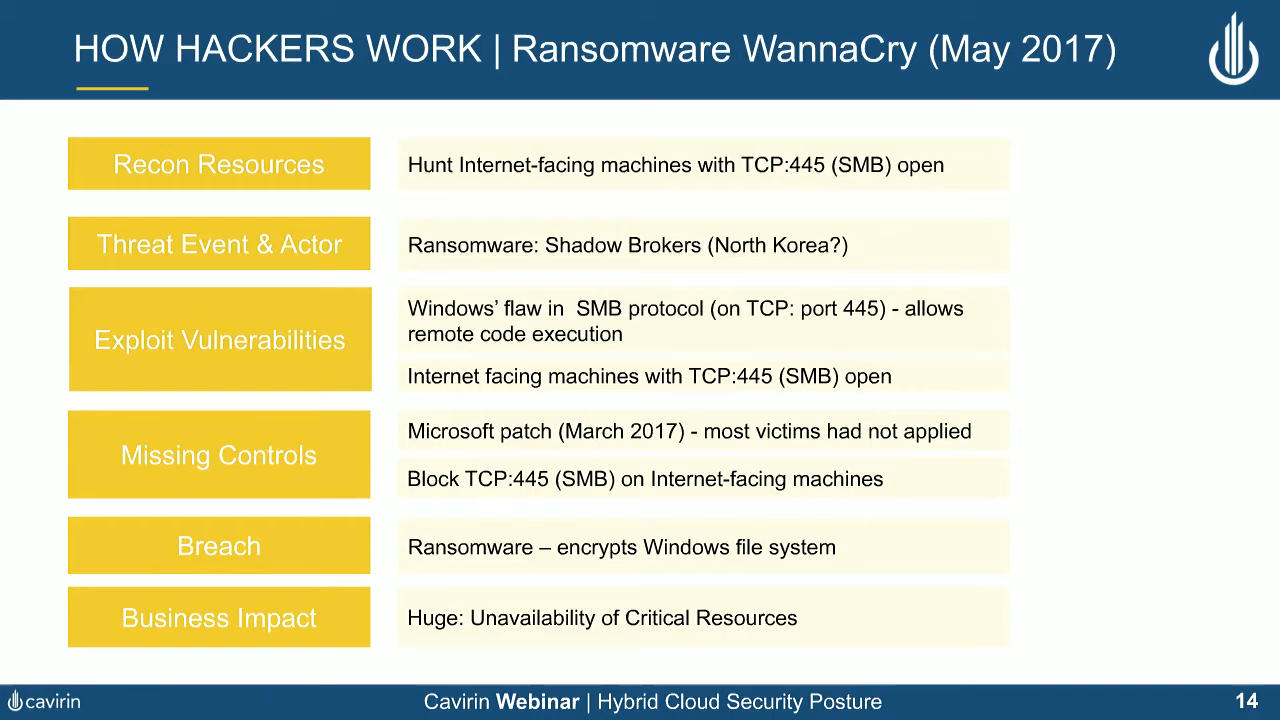 HOW HACKERS WORK | Ransomware WannaCry (May 2017)
Recon Resources
Hunt Internet-facing machines with TCP:445 (SMB) open
Threat Event & Actor
Ransomware: Shadow Brokers (North Korea?)
Exploit Vulnerabilities
Windows’ flaw in SMB protocol (on TCP: port 445) - allows
remote code execution
Internet facing machines with TCP:445 (SMB) open
Missing Controls
Microsoft patch (March 2017) - most victims had not applied
Block TCP:445 (SMB) on Internet-facing machines
Breach
Ransomware – encrypts Windows file system
Business Impact
Huge: Unavailability of Critical Resources
cavirin
Cavirin Webinar | Hybrid Cloud Security Posture
14